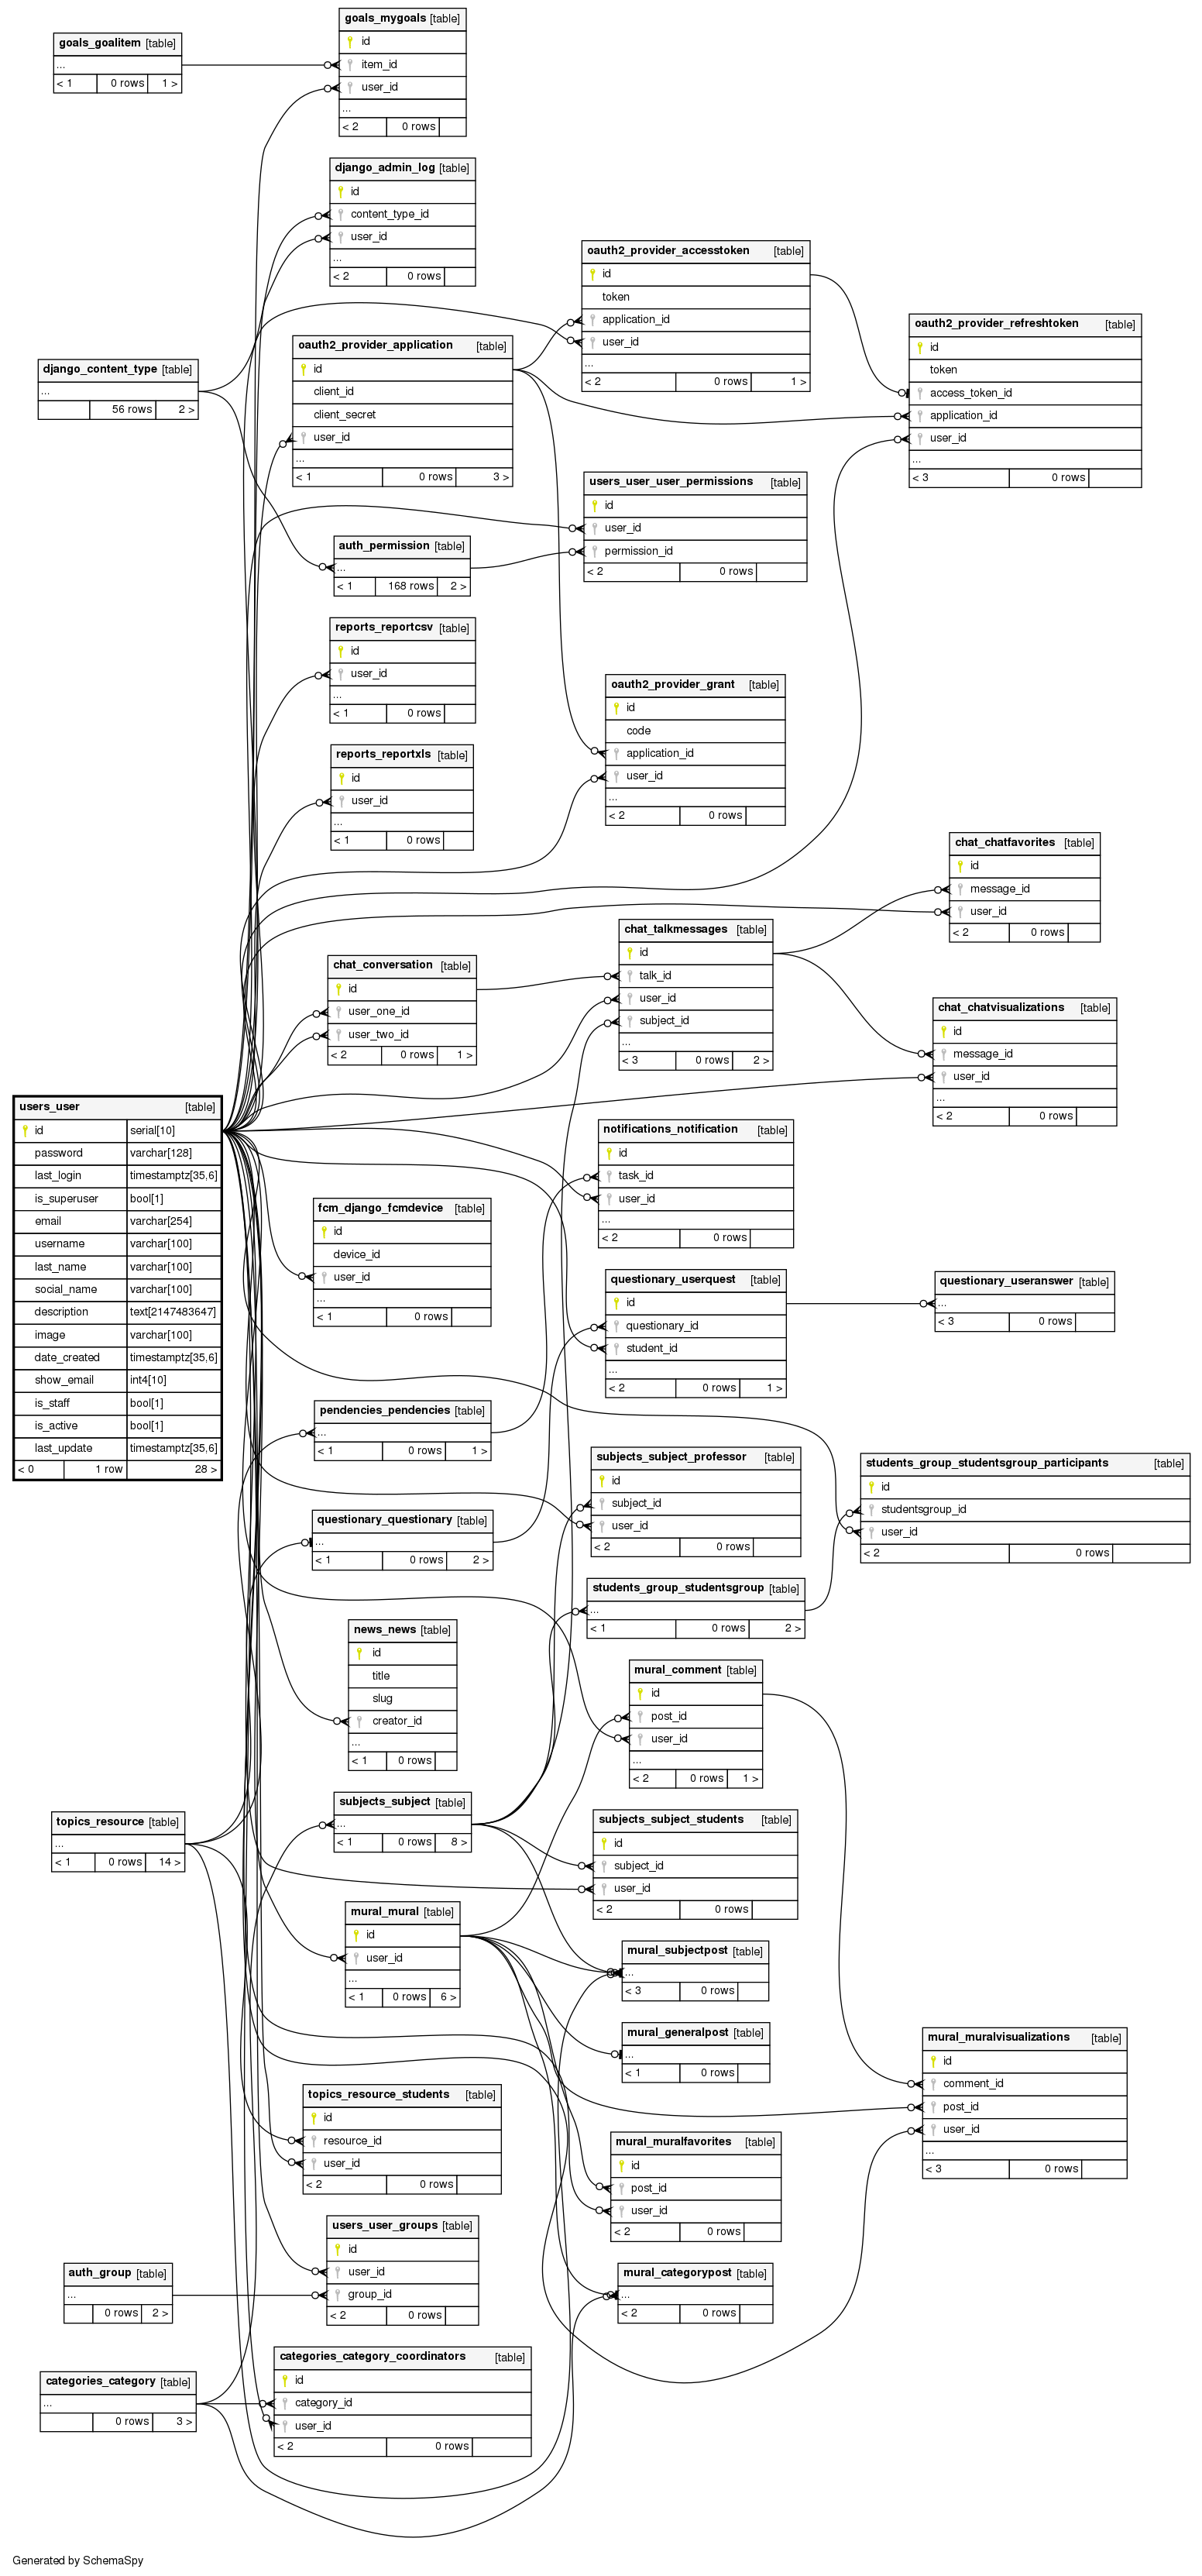 goals_goalitem [table]
...
< 1 0 rows 1 >
goals_mygoals [table]
id
item_id
user_id
...
< 2 0 rows
django_admin_log [table]
id
content_type_id
user_id
...
< 2 0 rows
oauth2_provider_accesstoken [table]
id
token
application_id
user_id
...
< 2 0 rows 1 >
oauth2_provider_refreshtoken [table]
id
token
access_token_id
application_id
user_id
...
< 3 0 rows
oauth2_provider_application [table]
id
client_id
client_secret
user_id
...
< 1 0 rows 3 >
django_content_type [table]
...
56 rows 2 >
users_user_user_permissions [table]
id
user_id
permission_id
< 2 0 rows
auth_permission [table]
...
< 1 168 rows 2 >
reports_reportcsv [table]
id
user_id
...
< 1 0 rows
oauth2_provider_grant [table]
id
code
application_id
user_id
...
< 2 0 rows
reports_reportxls [table]
id
user_id
...
< 1 0 rows
chat_chatfavorites [table]
id
message_id
user_id
< 2 0 rows
chat_talkmessages [table]
id
talk_id
user_id
subject_id
...
< 3 0 rows 2 >
chat_conversation [table]
id
user_one_id
user_two_id
< 2 0 rows 1 >
chat_chatvisualizations [table]
id
message_id
user_id
...
< 2 0 rows
users_user [table]
id serial[10]
password varchar[128]
last_login timestamptz[35,6]
is_superuser bool[1]
email varchar[254]
username varchar[100]
last_name varchar[100]
social_name varchar[100]
description text[2147483647]
image varchar[100]
date_created timestamptz[35,6]
show_email int4[10]
is_staff bool[1]
is_active bool[1]
last_update timestamptz[35,6]
< 0 1 row 28 >
notifications_notification [table]
id
task_id
user_id
...
< 2 0 rows
fcm_django_fcmdevice [table]
id
device_id
user_id
...
< 1 0 rows
questionary_userquest [table]
id
questionary_id
student_id
...
< 2 0 rows 1 >
questionary_useranswer [table]
...
< 3 0 rows
pendencies_pendencies [table]
...
< 1 0 rows 1 >
subjects_subject_professor [table]
id
subject_id
user_id
< 2 0 rows
students_group_studentsgroup_participants [table]
id
studentsgroup_id
user_id
< 2 0 rows
questionary_questionary [table]
...
< 1 0 rows 2 >
students_group_studentsgroup [table]
...
< 1 0 rows 2 >
news_news [table]
id
title
slug
creator_id
...
< 1 0 rows
mural_comment [table]
id
post_id
user_id
...
< 2 0 rows 1 >
subjects_subject [table]
...
< 1 0 rows 8 >
topics_resource [table]
...
< 1 0 rows 14 >
subjects_subject_students [table]
id
subject_id
user_id
< 2 0 rows
mural_mural [table]
id
user_id
...
< 1 0 rows 6 >
mural_subjectpost [table]
...
< 3 0 rows
mural_generalpost [table]
...
< 1 0 rows
mural_muralvisualizations [table]
id
comment_id
post_id
user_id
...
< 3 0 rows
topics_resource_students [table]
id
resource_id
user_id
< 2 0 rows
mural_muralfavorites [table]
id
post_id
user_id
< 2 0 rows
users_user_groups [table]
id
user_id
group_id
< 2 0 rows
auth_group [table]
...
0 rows 2 >
mural_categorypost [table]
...
< 2 0 rows
categories_category_coordinators [table]
id
category_id
user_id
< 2 0 rows
categories_category [table]
...
0 rows 3 >
Generated by SchemaSpy